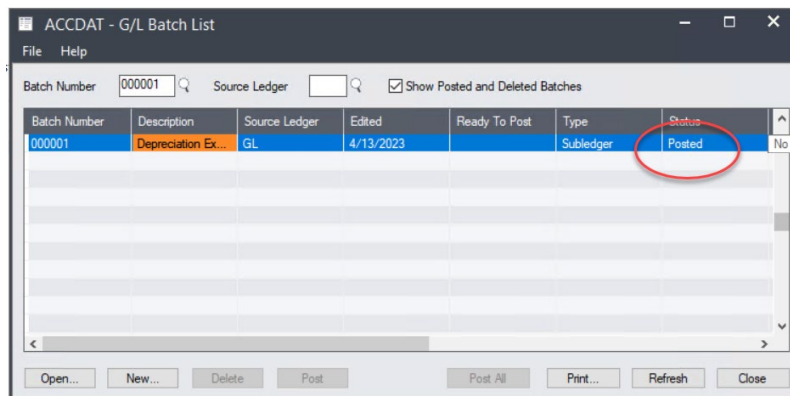 ACCDAT - G/L Batch List
File Help
Batch Number 000001 Source Ledger Show Posted and Deleted Batches
Batch Number Description Source Ledger Edited Ready To Post Type Status
000001 Depreciation Ex... GL 4/13/2023 Subledger Posted No
Open... New... Delete Post Post All Print... Refresh Close